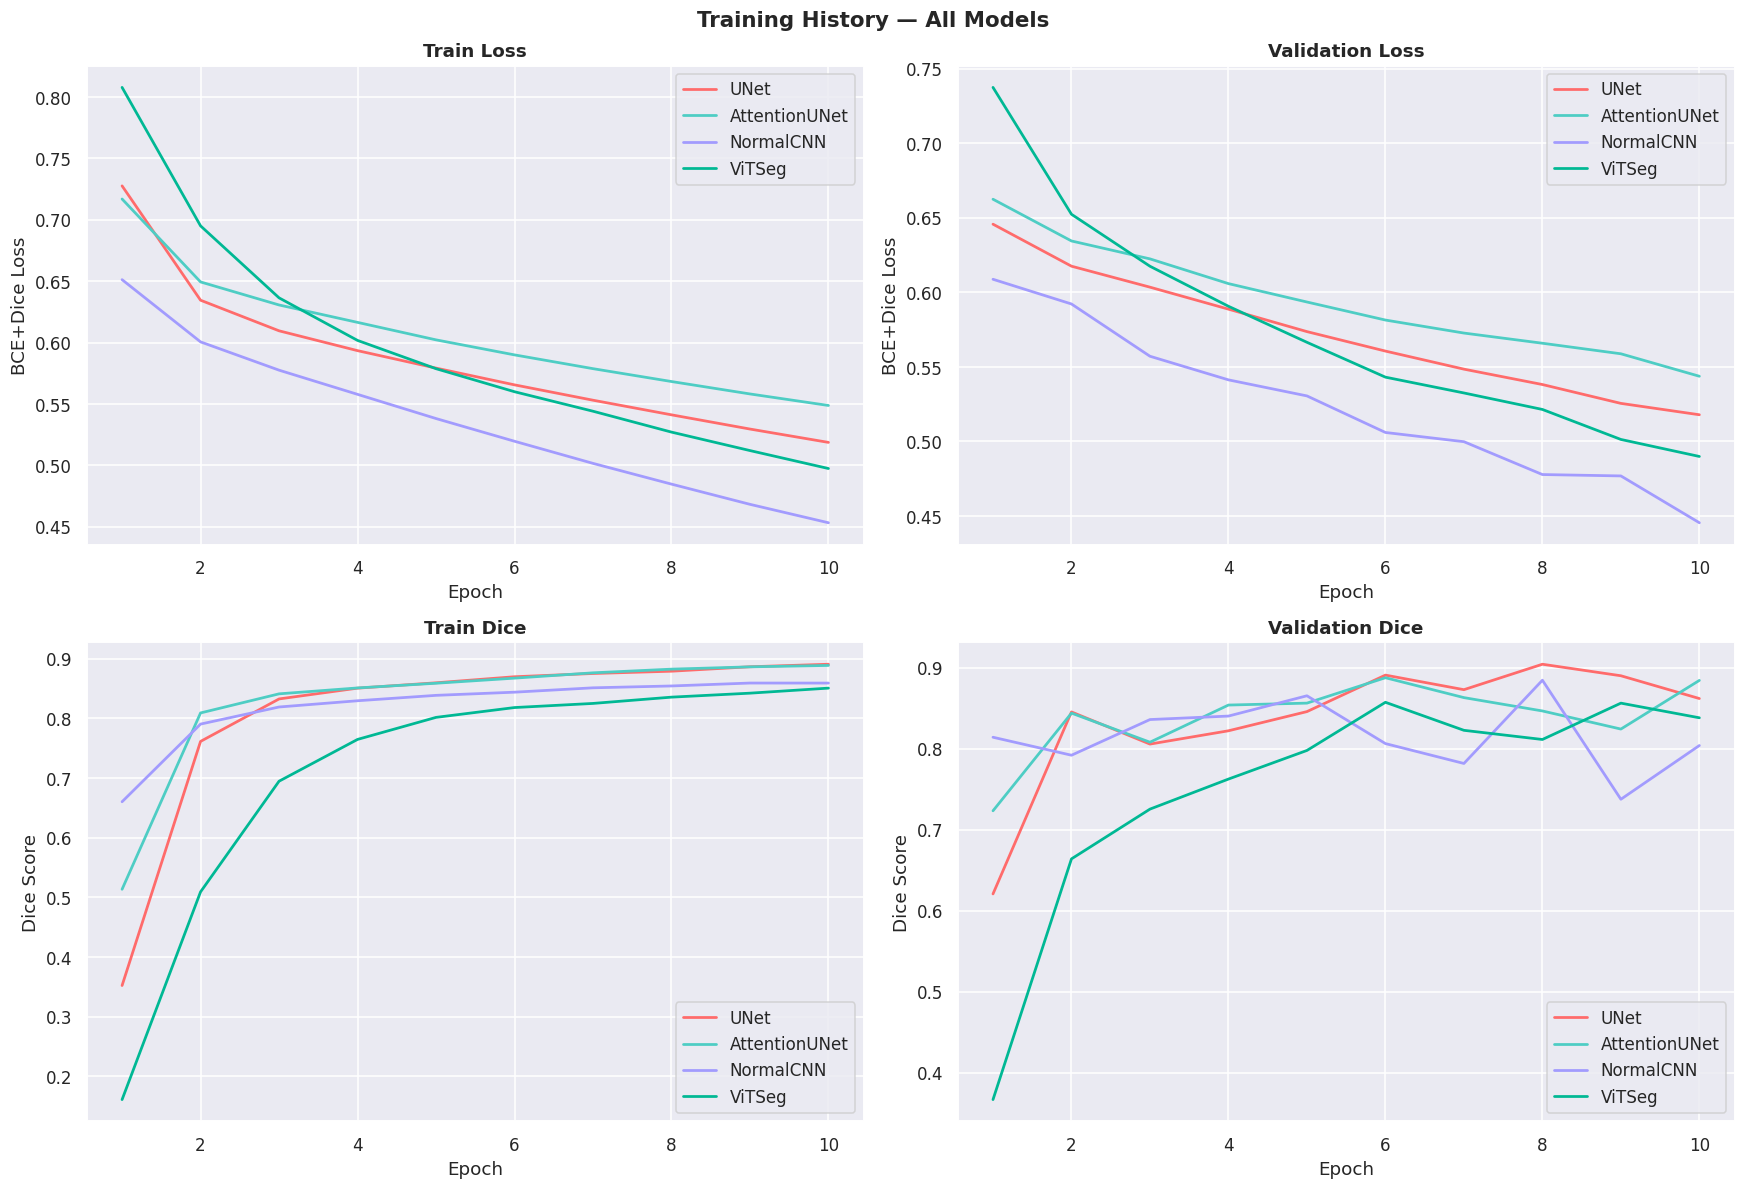 Training History — All Models
Train Loss
BCE+Dice Loss
0.80
0.75
0.70
0.65
0.60
0.55
0.50
0.45
2 4 6 8 10
Epoch
UNet
AttentionUNet
NormalCNN
ViTSeg
Validation Loss
BCE+Dice Loss
0.75
0.70
0.65
0.60
0.55
0.50
0.45
2 4 6 8 10
Epoch
UNet
AttentionUNet
NormalCNN
ViTSeg
Train Dice
Dice Score
0.9
0.8
0.7
0.6
0.5
0.4
0.3
0.2
2 4 6 8 10
Epoch
UNet
AttentionUNet
NormalCNN
ViTSeg
Validation Dice
Dice Score
0.9
0.8
0.7
0.6
0.5
0.4
2 4 6 8 10
Epoch
UNet
AttentionUNet
NormalCNN
ViTSeg